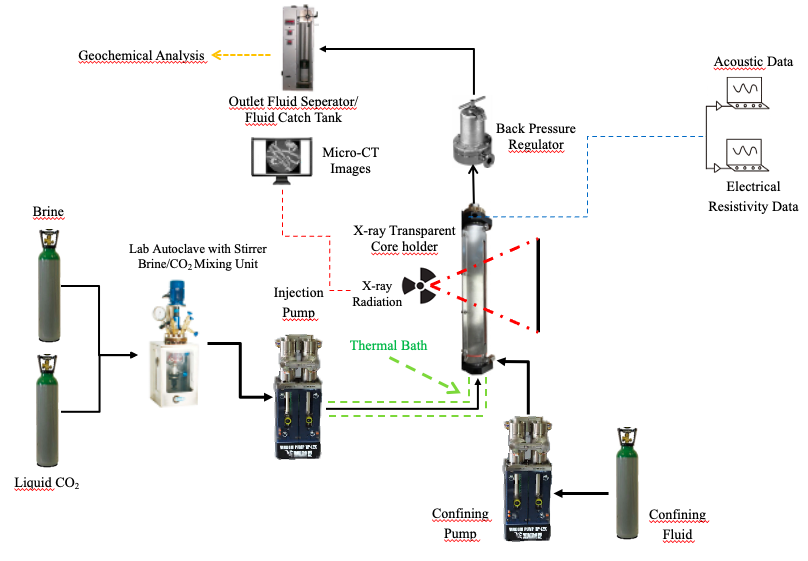 Geochemical Analysis
Outlet Fluid Seperator/
Fluid Catch Tank
Micro-CT
Images
Back Pressure
Regulator
Acoustic Data
Electrical
Resistivity Data
Brine
Lab Autoclave with Stirrer
Brine/CO₂ Mixing Unit
X-ray Transparent
Core holder
X-ray
Radiation
Injection
Pump
Thermal Bath
Liquid CO₂
Confining
Pump
Confining
Fluid